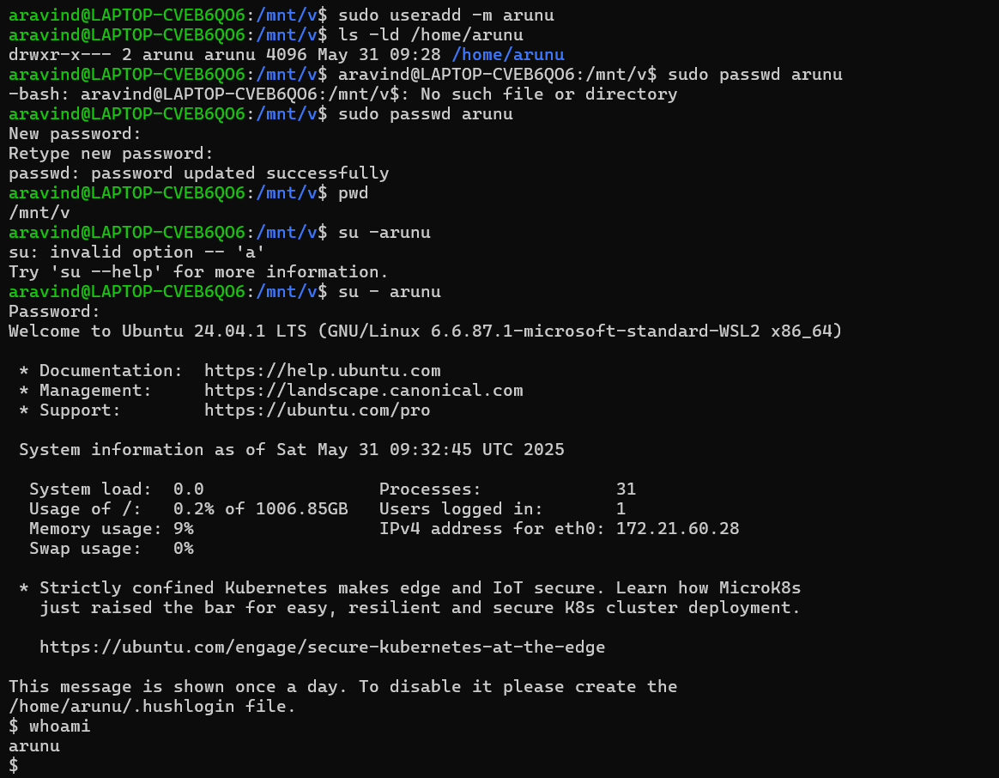 aravind@LAPTOP-CVEB6QO6:/mnt/v$ sudo useradd -m arunu
aravind@LAPTOP-CVEB6QO6:/mnt/v$ ls -ld /home/arunu
drwxr-x--- 2 arunu arunu 4096 May 31 09:28 /home/arunu
aravind@LAPTOP-CVEB6QO6:/mnt/v$ aravind@LAPTOP-CVEB6QO6:/mnt/v$ sudo passwd arunu
-bash: aravind@LAPTOP-CVEB6QO6:/mnt/v$: No such file or directory
aravind@LAPTOP-CVEB6QO6:/mnt/v$ sudo passwd arunu
New password:
Retype new password:
passwd: password updated successfully
aravind@LAPTOP-CVEB6QO6:/mnt/v$ pwd
/mnt/v
aravind@LAPTOP-CVEB6QO6:/mnt/v$ su -arunu
su: invalid option -- 'a'
Try 'su --help' for more information.
aravind@LAPTOP-CVEB6QO6:/mnt/v$ su - arunu
Password:
Welcome to Ubuntu 24.04.1 LTS (GNU/Linux 6.6.87.1-microsoft-standard-WSL2 x86_64)

 * Documentation:  https://help.ubuntu.com
 * Management:     https://landscape.canonical.com
 * Support:        https://ubuntu.com/pro

 System information as of Sat May 31 09:32:45 UTC 2025

  System load:  0.0                 Processes:             31
  Usage of /:   0.2% of 1006.85GB   Users logged in:       1
  Memory usage: 9%                  IPv4 address for eth0: 172.21.60.28
  Swap usage:   0%

 * Strictly confined Kubernetes makes edge and IoT secure. Learn how MicroK8s
   just raised the bar for easy, resilient and secure K8s cluster deployment.

   https://ubuntu.com/engage/secure-kubernetes-at-the-edge

This message is shown once a day. To disable it please create the
/home/arunu/.hushlogin file.
$ whoami
arunu
$